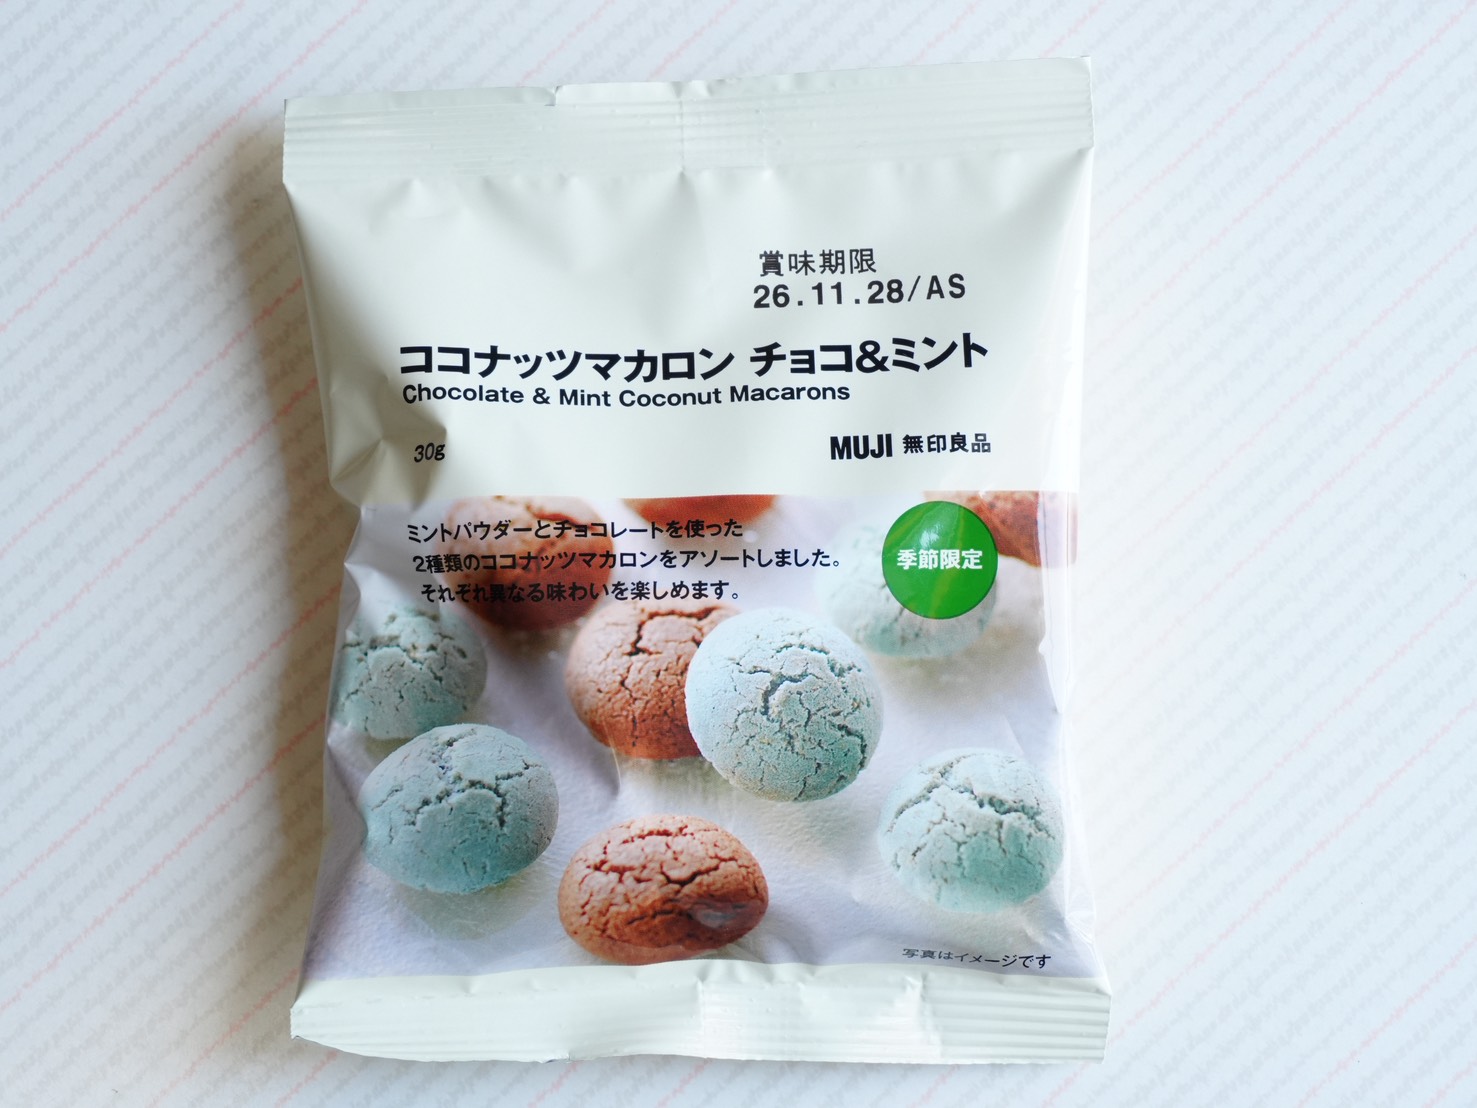 賞味期限
26.11.28/AS
ココナッツマカロン チョコ&ミント
Chocolate & Mint Coconut Macarons
30g
MUJI 無印良品
ミントパウダーとチョコレートを使った
2種類のココナッツマカロンをアソートしました。
それぞれ異なる味わいを楽しめます。
季節限定
写真はイメージです